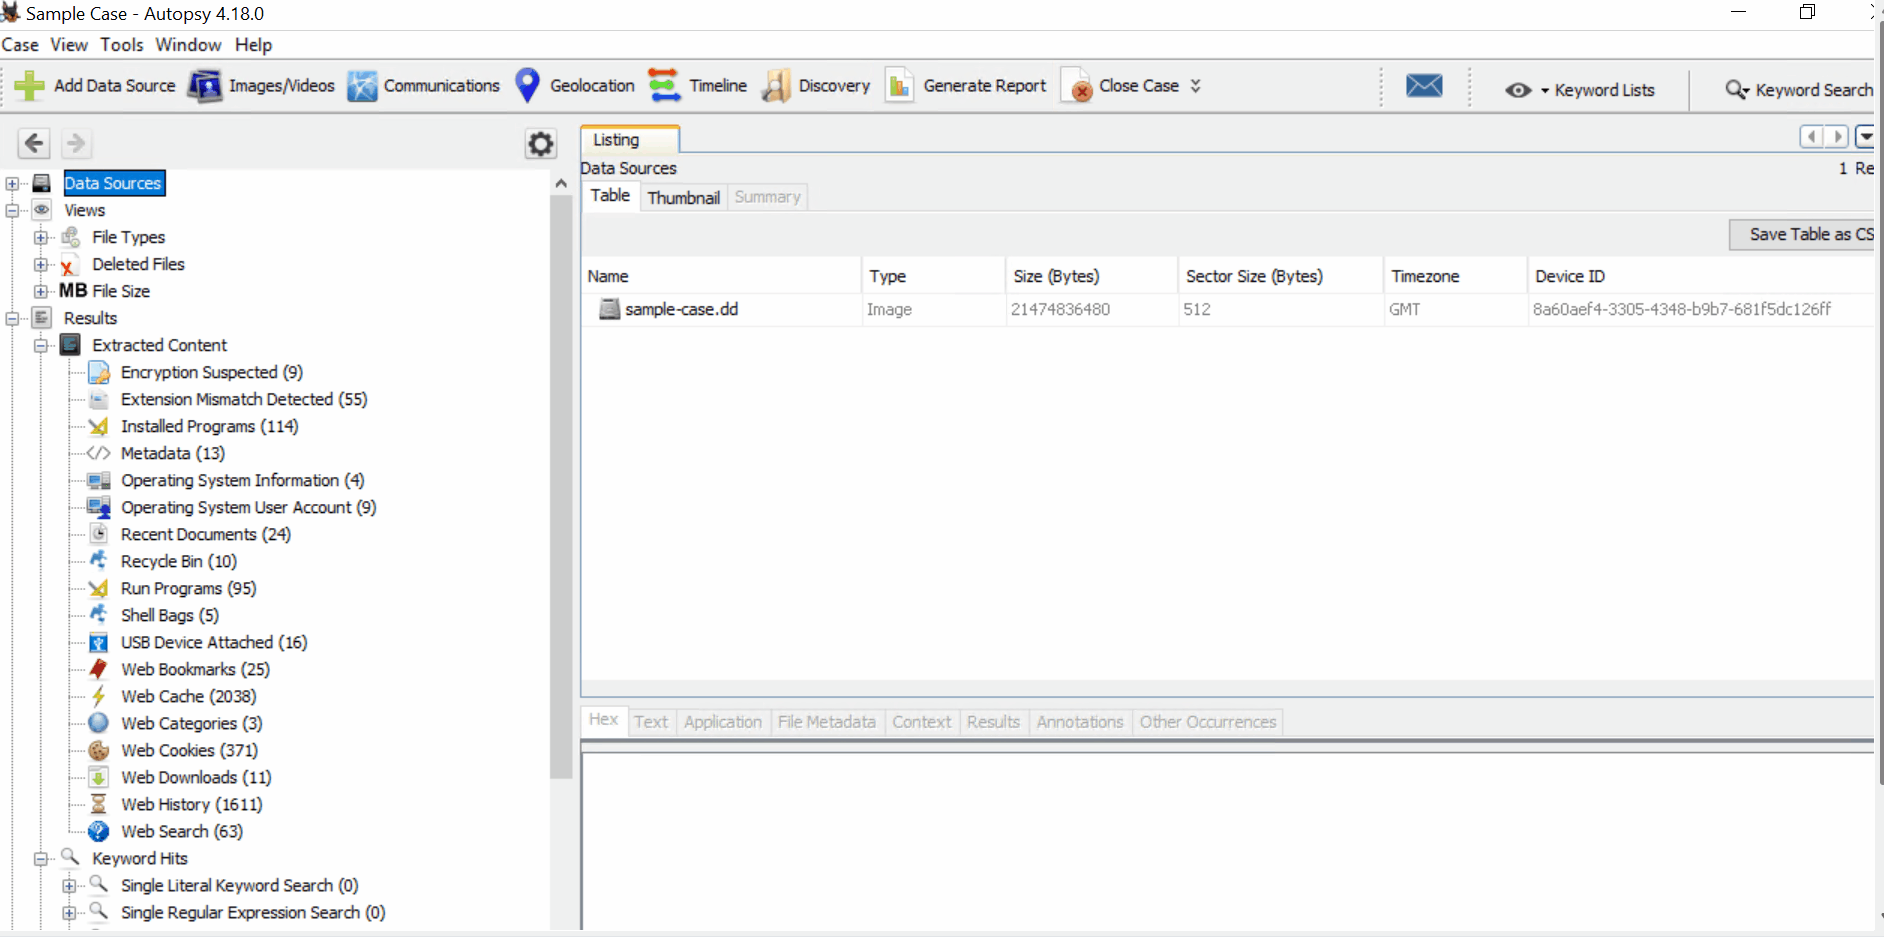 Sample Case - Autopsy 4.18.0
Case View Tools Window Help
Add Data Source Images/Videos Communications Geolocation Timeline Discovery Generate Report Close Case Keyword Lists Keyword Search
Data Sources
Views
File Types
Deleted Files
MB File Size
Results
Extracted Content
Encryption Suspected (9)
Extension Mismatch Detected (55)
Installed Programs (114)
Metadata (13)
Operating System Information (4)
Operating System User Account (9)
Recent Documents (24)
Recycle Bin (10)
Run Programs (95)
Shell Bags (5)
USB Device Attached (16)
Web Bookmarks (25)
Web Cache (2038)
Web Categories (3)
Web Cookies (371)
Web Downloads (11)
Web History (1611)
Web Search (63)
Keyword Hits
Single Literal Keyword Search (0)
Single Regular Expression Search (0)
Listing
Data Sources 1 Re
Table Thumbnail Summary
Save Table as CS
Name Type Size (Bytes) Sector Size (Bytes) Timezone Device ID
sample-case.dd Image 21474836480 512 GMT 8a60aef4-3305-4348-b9b7-681f5dc126ff
Hex Text Application File Metadata Context Results Annotations Other Occurrences